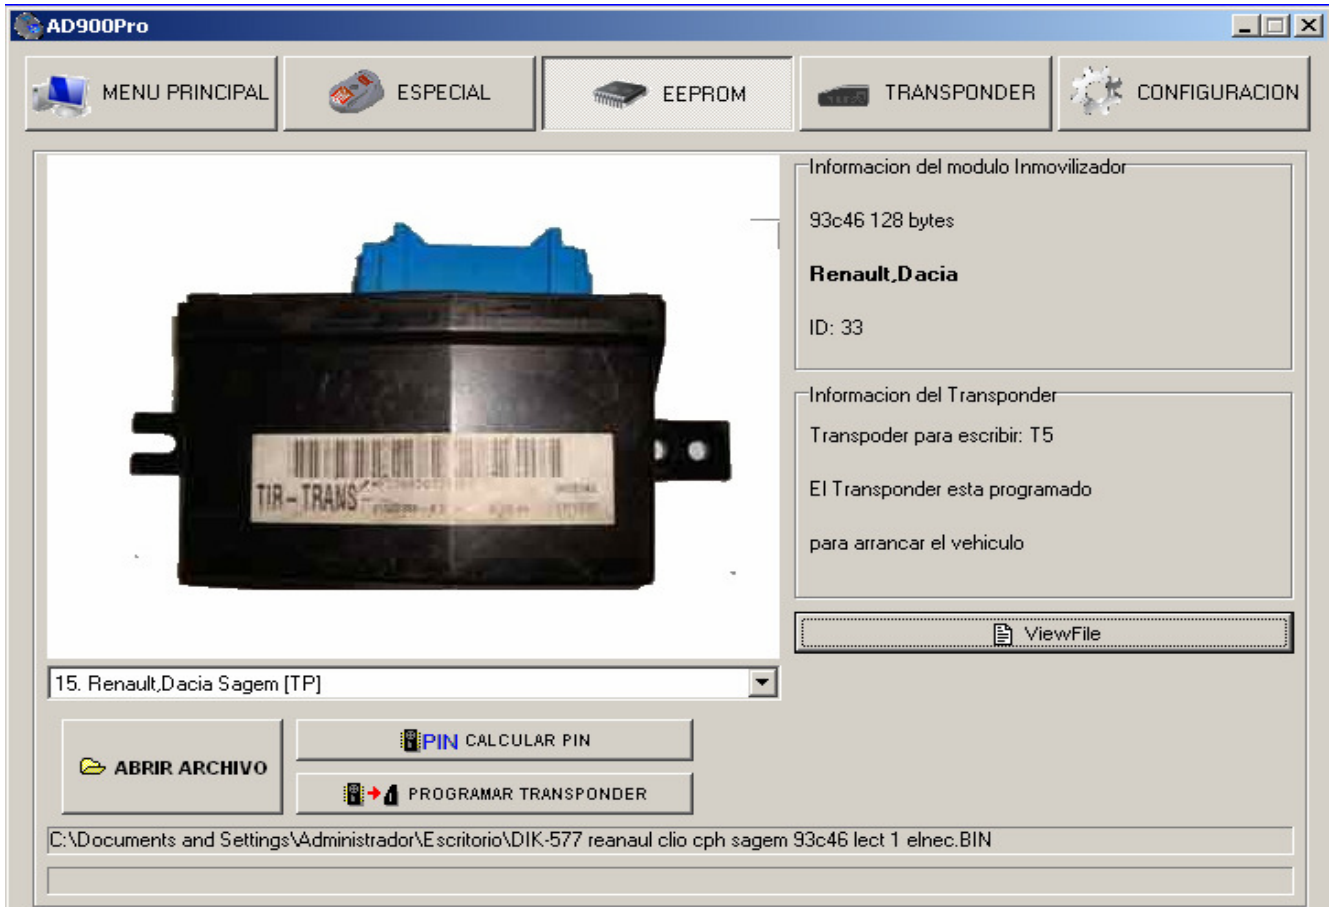 AD900Pro
MENU PRINCIPAL
ESPECIAL
EEPROM
TRANSPONDER
CONFIGURACION
Informacion del modulo Inmovilizador
93c46 128 bytes
Renault,Dacia
ID: 33
TIR-TRANS
Informacion del Transponder
Transpoder para escribir: T5
El Transponder esta programado
para arrancar el vehiculo
ViewFile
15. Renault,Dacia Sagem [TP]
ABRIR ARCHIVO
PIN CALCULAR PIN
PROGRAMAR TRANSPONDER
C:\Documents and Settings\Administrador\Escritorio\DIK-577 reanaul clio cph sagem 93c46 lect 1 elnec.BIN